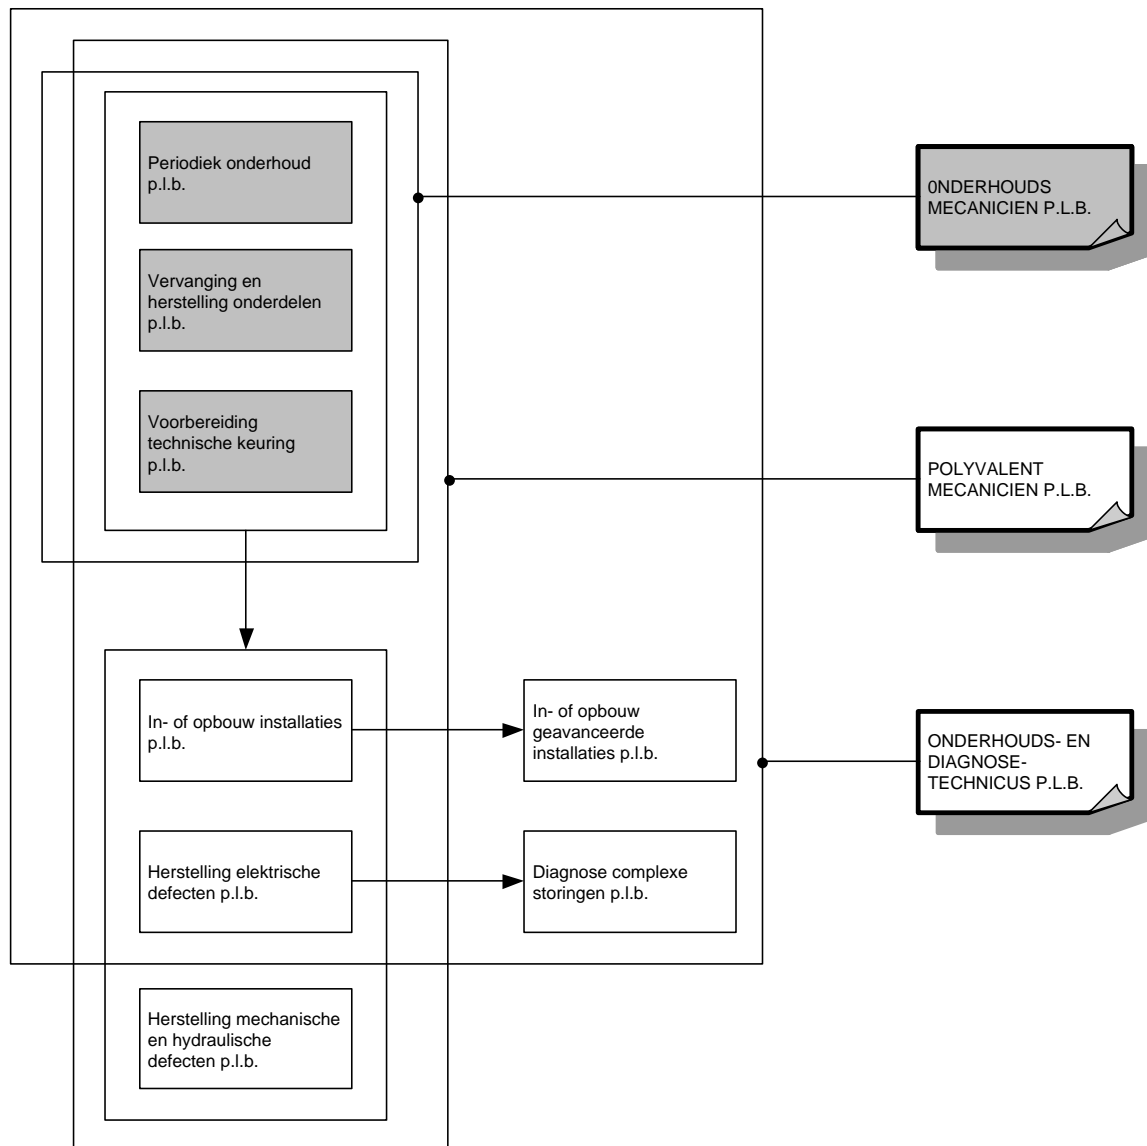 Periodiek onderhoud
p.l.b.
Vervanging en
herstelling onderdelen
p.l.b.
Voorbereiding
technische keuring
p.l.b.
In- of opbouw installaties
p.l.b.
Herstelling elektrische
defecten p.l.b.
Herstelling mechanische
en hydraulische
defecten p.l.b.
In- of opbouw
geavanceerde
installaties p.l.b.
Diagnose complexe
storingen p.l.b.
0NDERHOUDS
MECANICIEN P.L.B.
POLYVALENT
MECANICIEN P.L.B.
ONDERHOUDS- EN
DIAGNOSE-
TECHNICUS P.L.B.